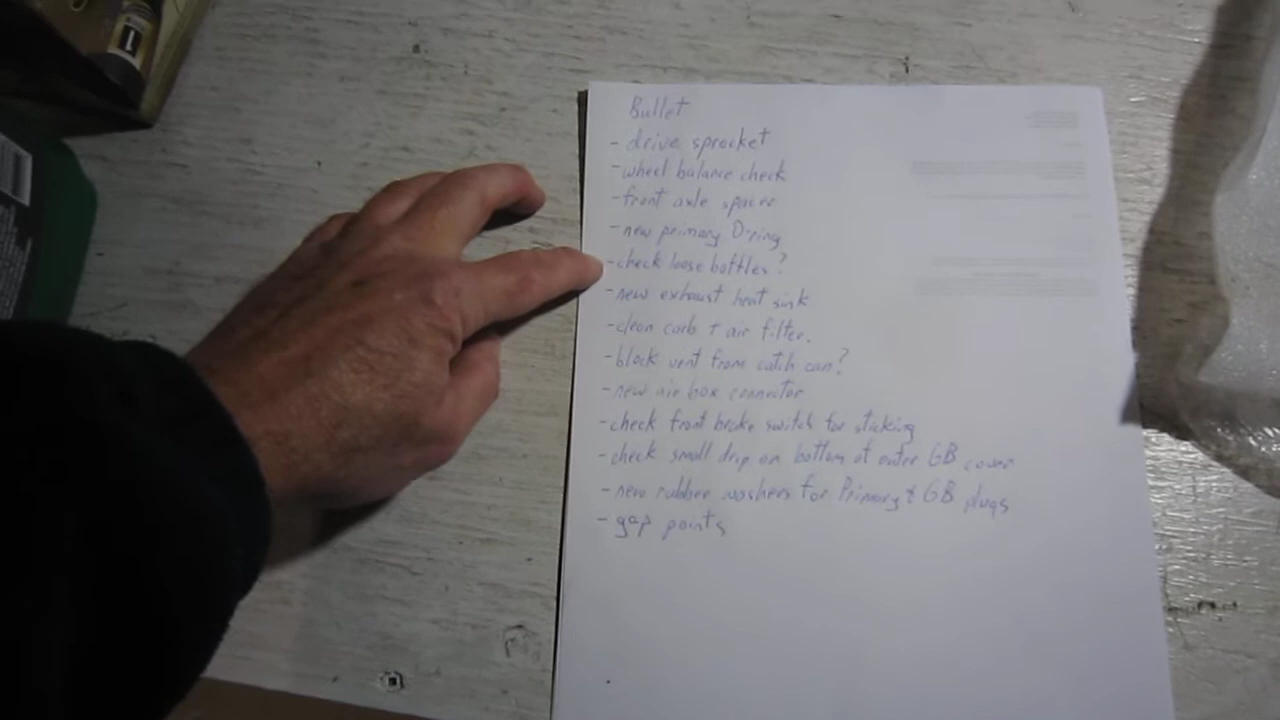 Bullet
- drive sprocket
- wheel balance check
- front axle spacer
- new primary O-ring
- check loose baffles?
- new exhaust heat sink
- clean carb + air filter.
- block vent from catch can?
- new air box connector
- check front brake switch for sticking
- check small drip on bottom of outer GB cover
- new rubber washers for Primary & GB plugs
- gap points
1